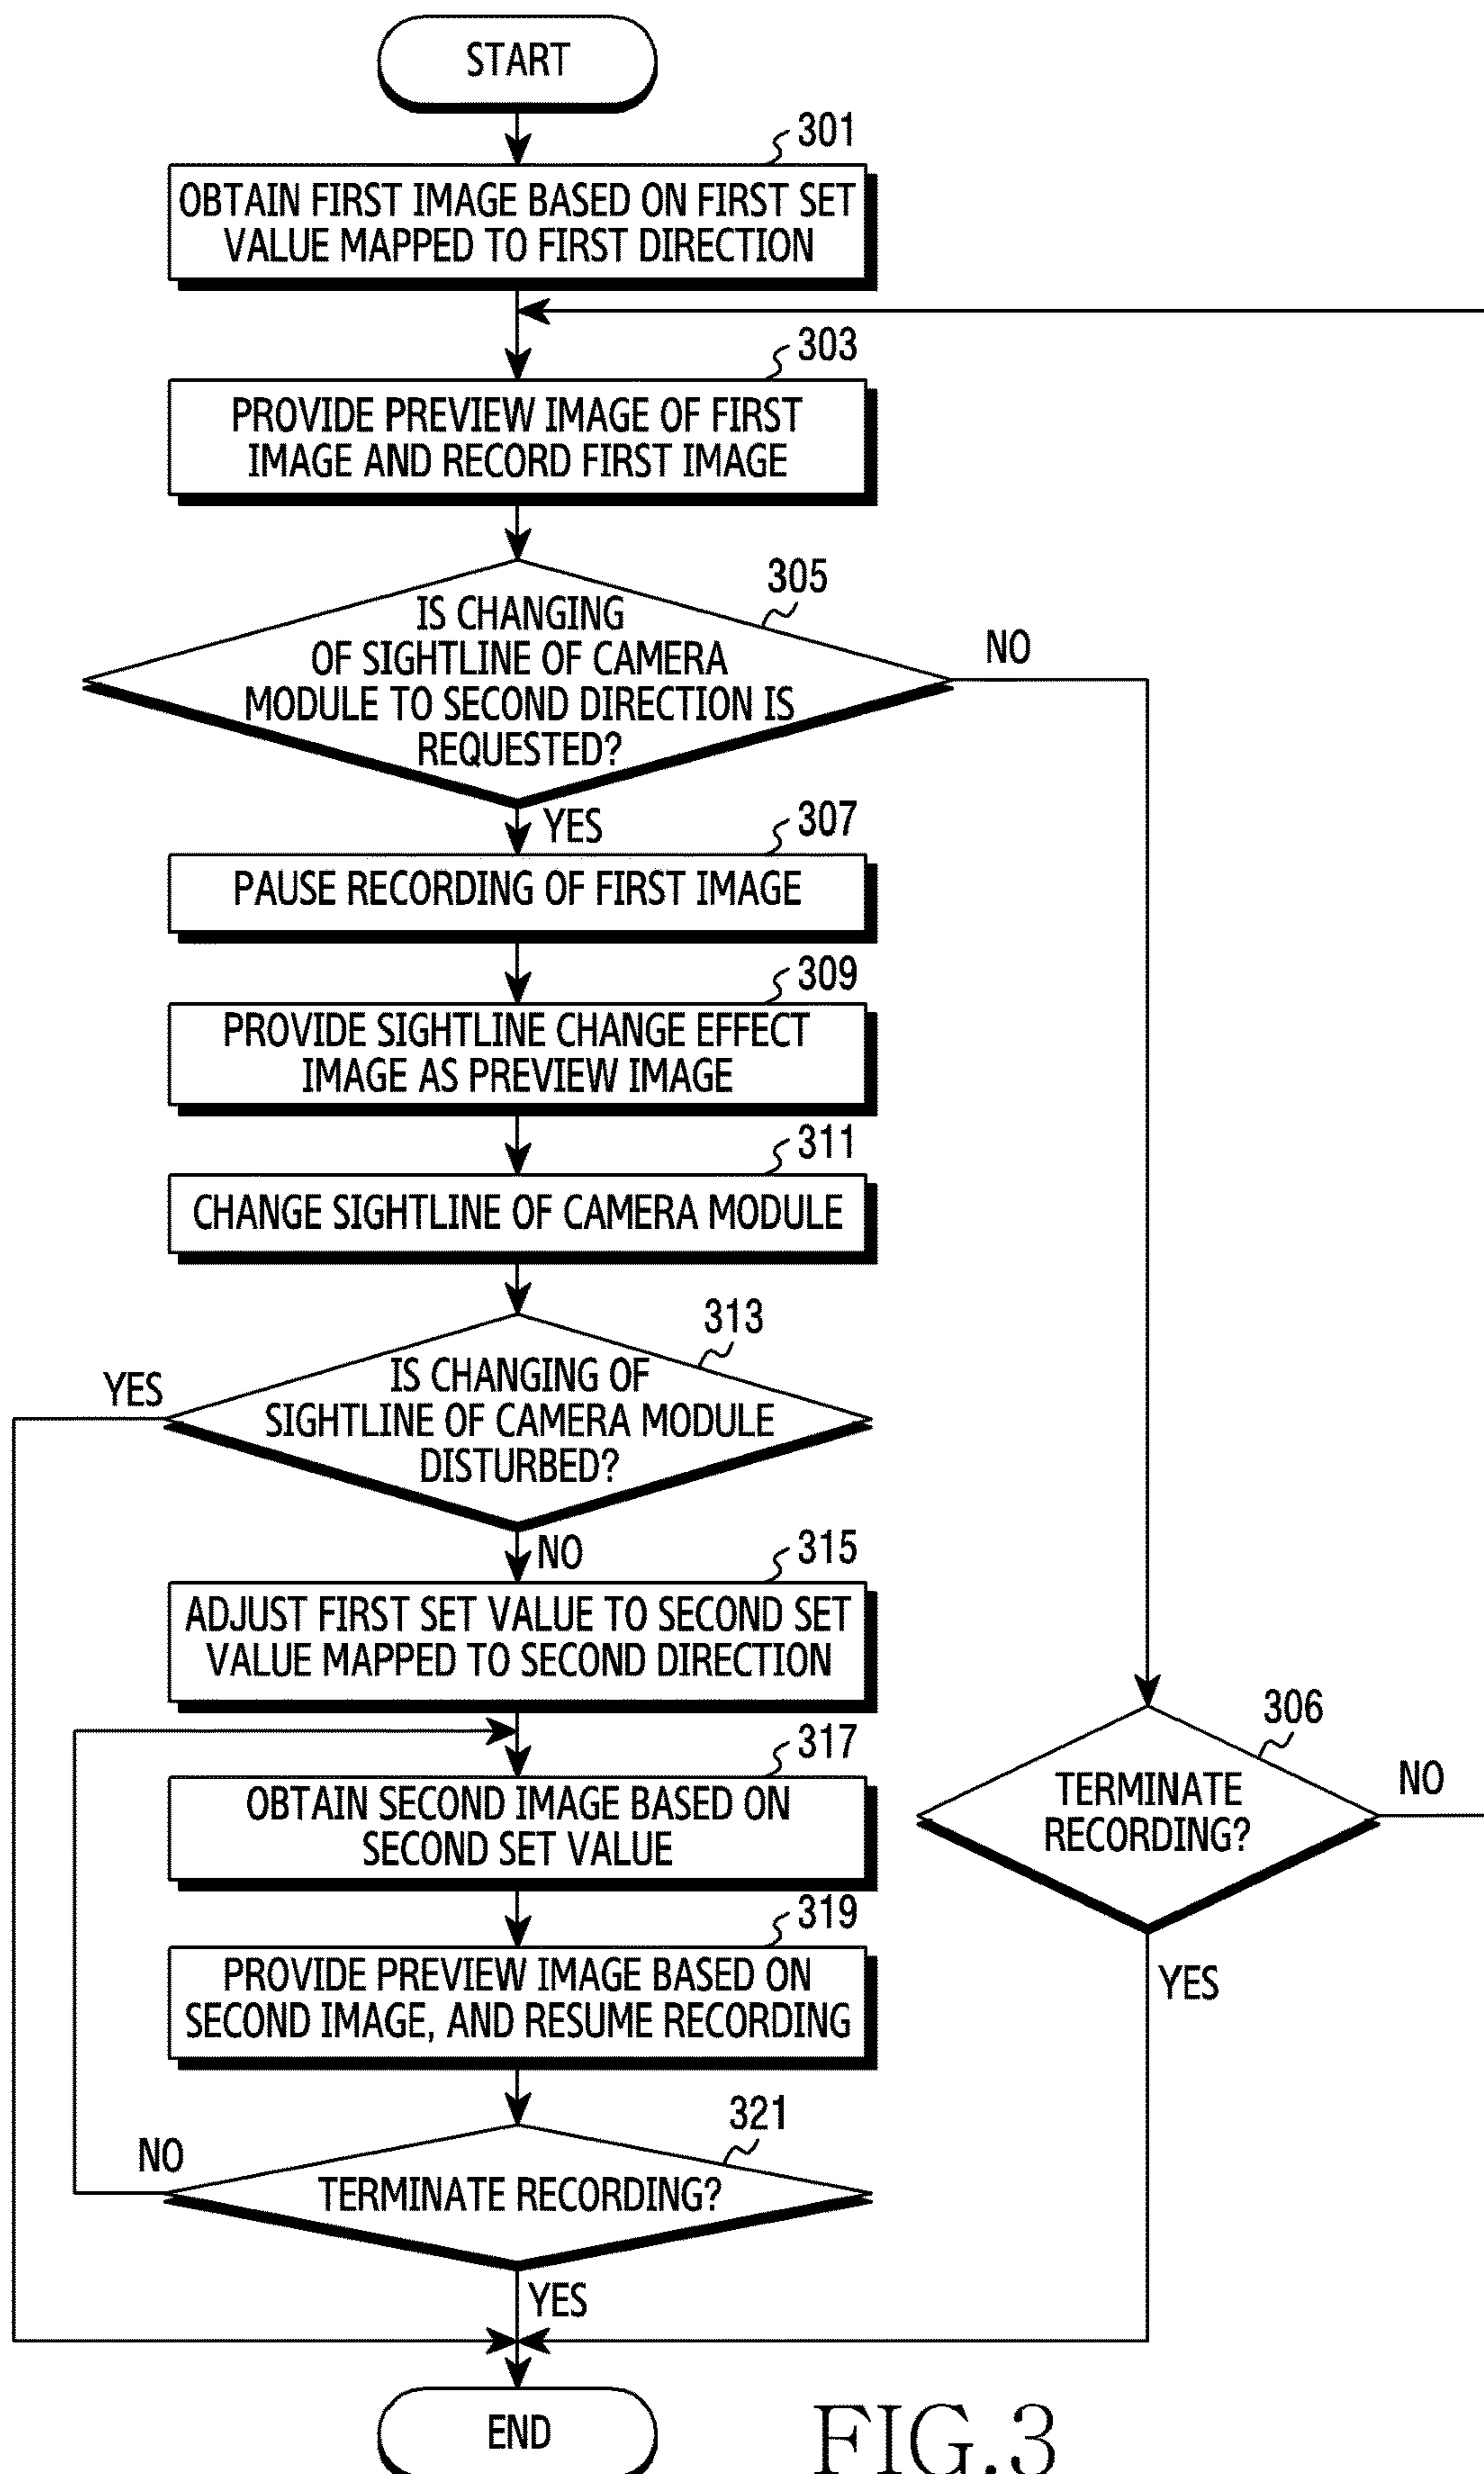 START
301
OBTAIN FIRST IMAGE BASED ON FIRST SET
VALUE MAPPED TO FIRST DIRECTION
303
PROVIDE PREVIEW IMAGE OF FIRST
IMAGE AND RECORD FIRST IMAGE
305
IS CHANGING
OF SIGHTLINE OF CAMERA
MODULE TO SECOND DIRECTION IS
REQUESTED?
NO
YES
307
PAUSE RECORDING OF FIRST IMAGE
309
PROVIDE SIGHTLINE CHANGE EFFECT
IMAGE AS PREVIEW IMAGE
311
CHANGE SIGHTLINE OF CAMERA MODULE
313
YES
IS CHANGING OF
SIGHTLINE OF CAMERA MODULE
DISTURBED?
NO
315
ADJUST FIRST SET VALUE TO SECOND SET
VALUE MAPPED TO SECOND DIRECTION
306
TERMINATE
RECORDING?
NO
YES
317
OBTAIN SECOND IMAGE BASED ON
SECOND SET VALUE
319
PROVIDE PREVIEW IMAGE BASED ON
SECOND IMAGE, AND RESUME RECORDING
321
NO
TERMINATE RECORDING?
YES
END
FIG.3